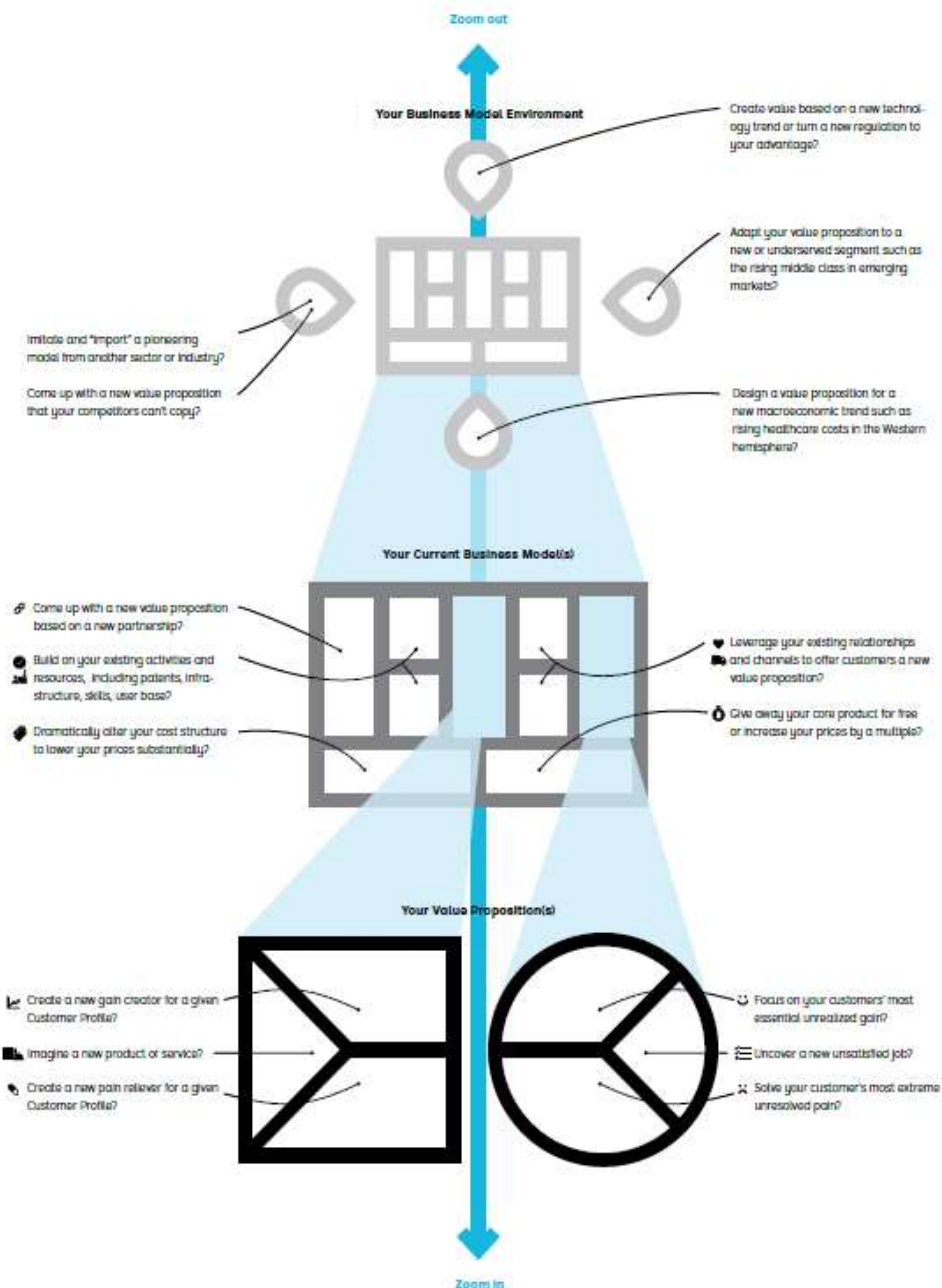 Zoom out
Your Business Model Environment
Create value based on a new technol-
ogy trend or turn a new regulation to
your advantage?
Adapt your value proposition to a
new or underserved segment such as
the rising middle class in emerging
markets?
Imitate and "import" a pioneering
model from another sector or industry?
Come up with a new value proposition
that your competitors can't copy?
Design a value proposition for a
new macroeconomic trend such as
rising healthcare costs in the Western
hemisphere?
Your Current Business Model(s)
Come up with a new value proposition
based on a new partnership?
Build on your existing activities and
resources, including patents, infra-
structure, skills, user base?
Dramatically alter your cost structure
to lower your prices substantially?
Leverage your existing relationships
and channels to offer customers a new
value proposition?
Give away your core product for free
or increase your prices by a multiple?
Your Value Proposition(s)
Create a new gain creator for a given
Customer Profile?
Imagine a new product or service?
Create a new pain reliever for a given
Customer Profile?
Focus on your customers' most
essential unrealized gain?
Uncover a new unsatisfied job?
Solve your customer's most extreme
unresolved pain?
Zoom in